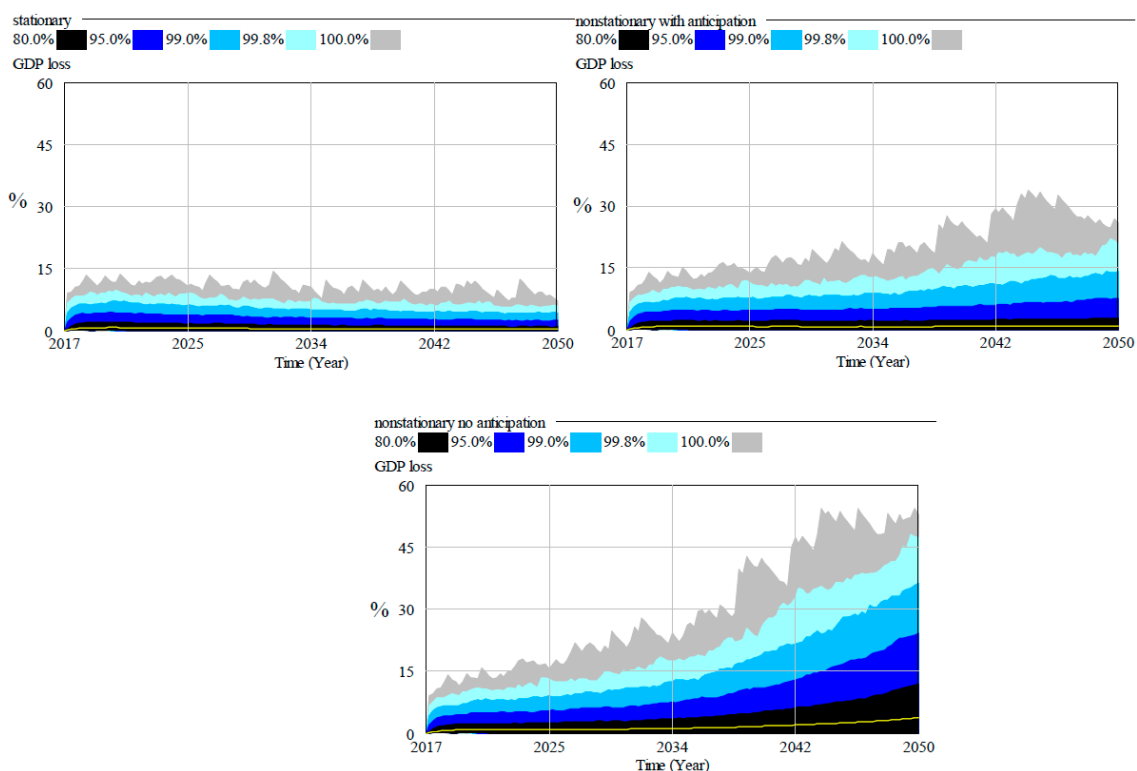 stationary
80.0% 95.0% 99.0% 99.8% 100.0%
GDP loss
60
45
%
30
15
0
2017 2025 2034 2042 2050
Time (Year)
nonstationary with anticipation
80.0% 95.0% 99.0% 99.8% 100.0%
GDP loss
60
45
%
30
15
0
2017 2025 2034 2042 2050
Time (Year)
nonstationary no anticipation
80.0% 95.0% 99.0% 99.8% 100.0%
GDP loss
60
45
%
30
15
0
2017 2025 2034 2042 2050
Time (Year)